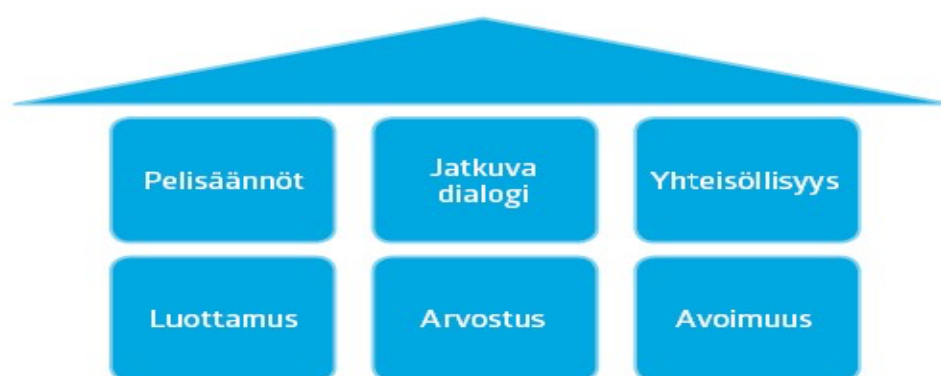 Pelisäännöt
Jatkuva
dialogi
Yhteisöllisyys
Luottamus
Arvostus
Avoimuus